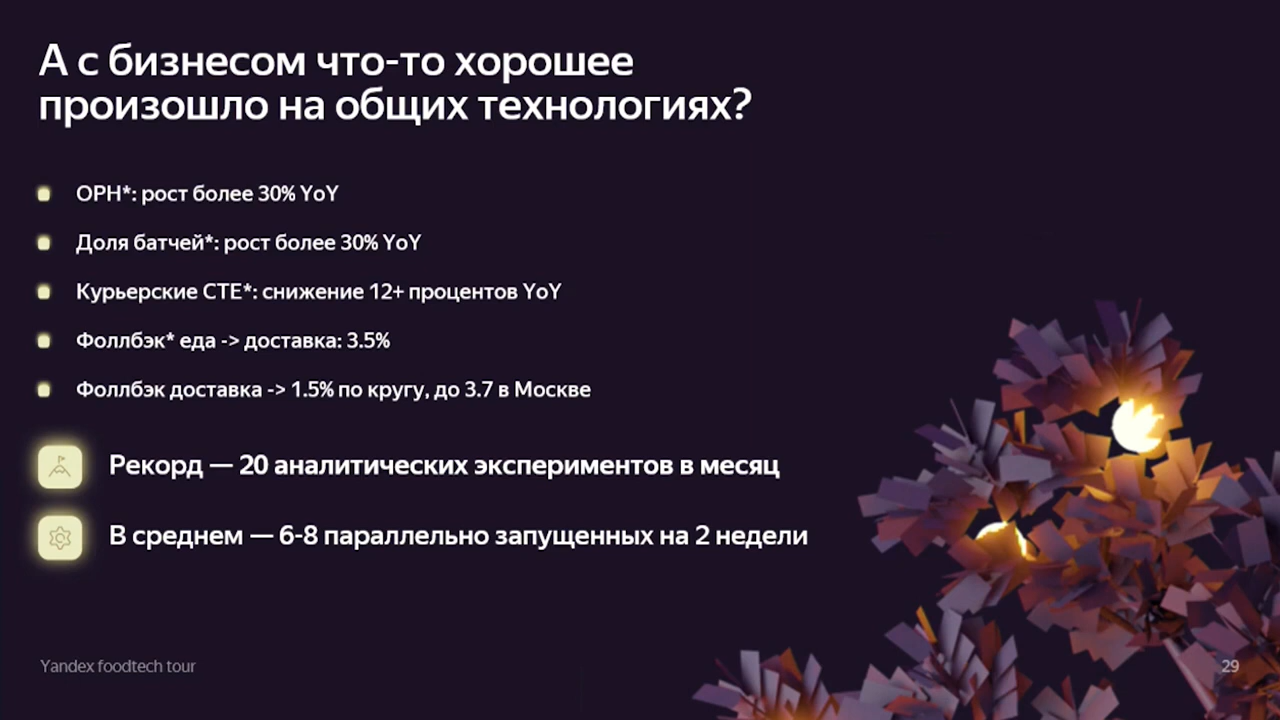 А с бизнесом что-то хорошее
произошло на общих технологиях?
OPH*: рост более 30% YoY
Доля батчей*: рост более 30% YoY
Курьерские CTE*: снижение 12+ процентов YoY
Фоллбэк* еда -> доставка: 3.5%
Фоллбэк доставка -> 1.5% по кругу, до 3.7 в Москве
Рекорд — 20 аналитических экспериментов в месяц
В среднем — 6-8 параллельно запущенных на 2 недели
Yandex foodtech tour
29